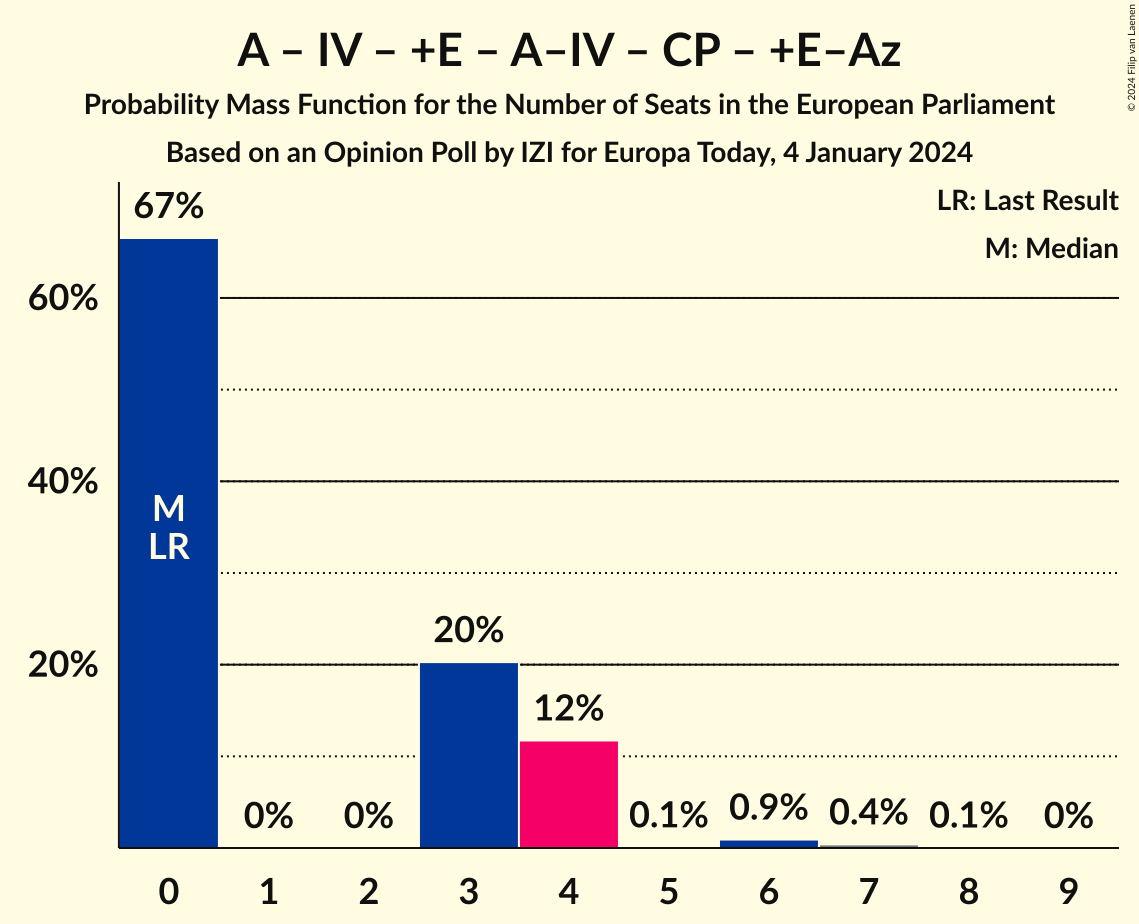 A – IV – +E – A–IV – CP – +E–Az
Probability Mass Function for the Number of Seats in the European Parliament
Based on an Opinion Poll by IZI for Europa Today, 4 January 2024
© 2024 Filip van Laenen
LR: Last Result
M: Median
67%
60%
40%
20%
M
LR
20%
12%
0%
0%
0.1%
0.9%
0.4%
0.1%
0%
0 1 2 3 4 5 6 7 8 9